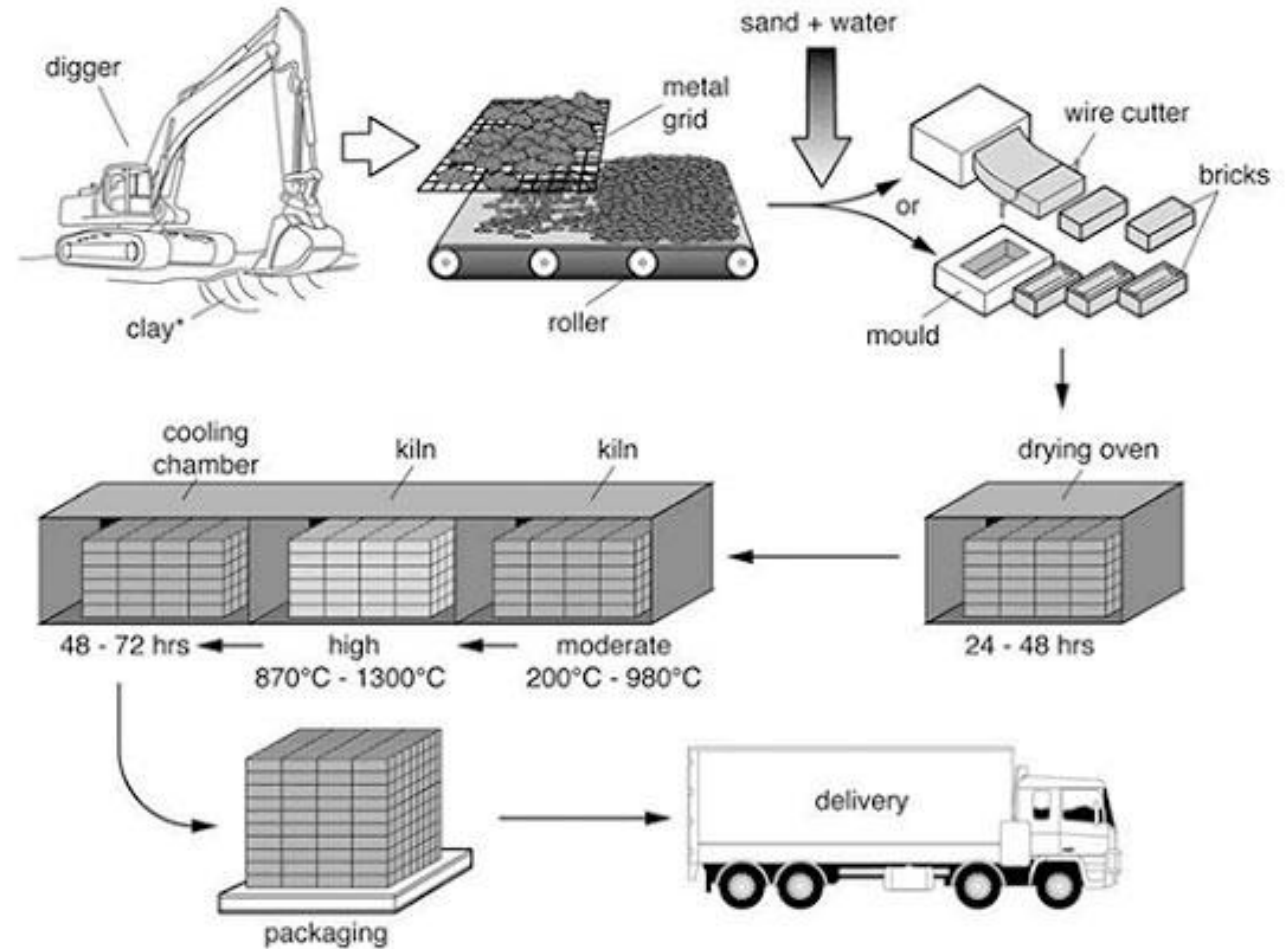 digger
clay*
metal
grid
roller
sand + water
or
wire cutter
bricks
mould
drying oven
24 - 48 hrs
kiln
moderate
200°C - 980°C
kiln
high
870°C - 1300°C
cooling
chamber
48 - 72 hrs
packaging
delivery